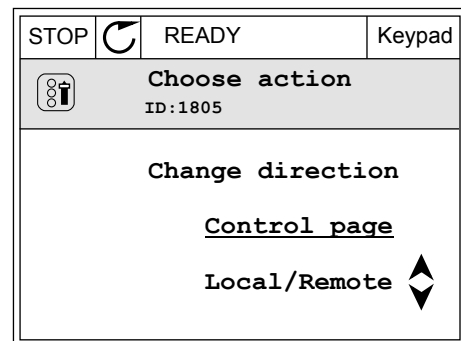 STOP READY Keypad
Choose action
ID:1805
Change direction
Control page
Local/Remote